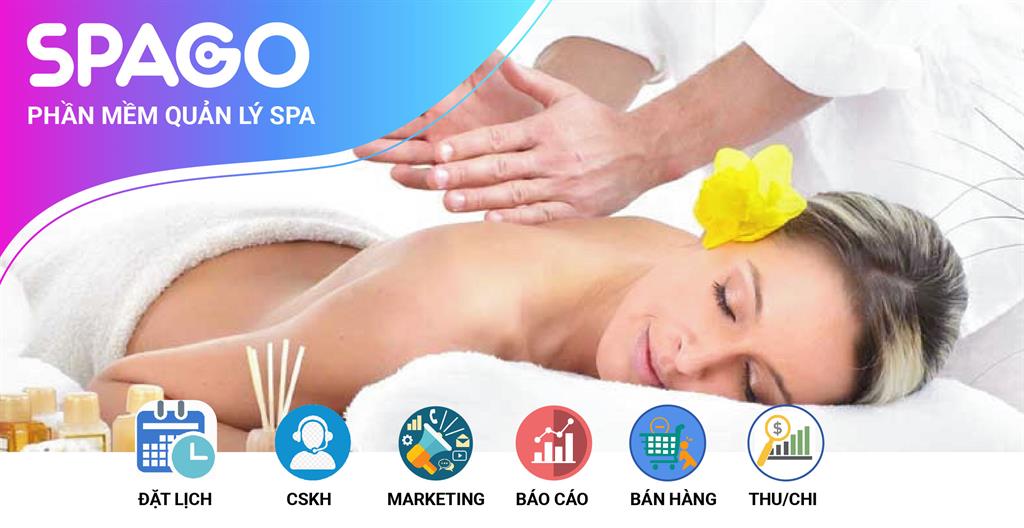 SPAGO
PHẦN MỀM QUẢN LÝ SPA
ĐẶT LỊCH
CSKH
MARKETING
BÁO CÁO
BÁN HÀNG
THU/CHI